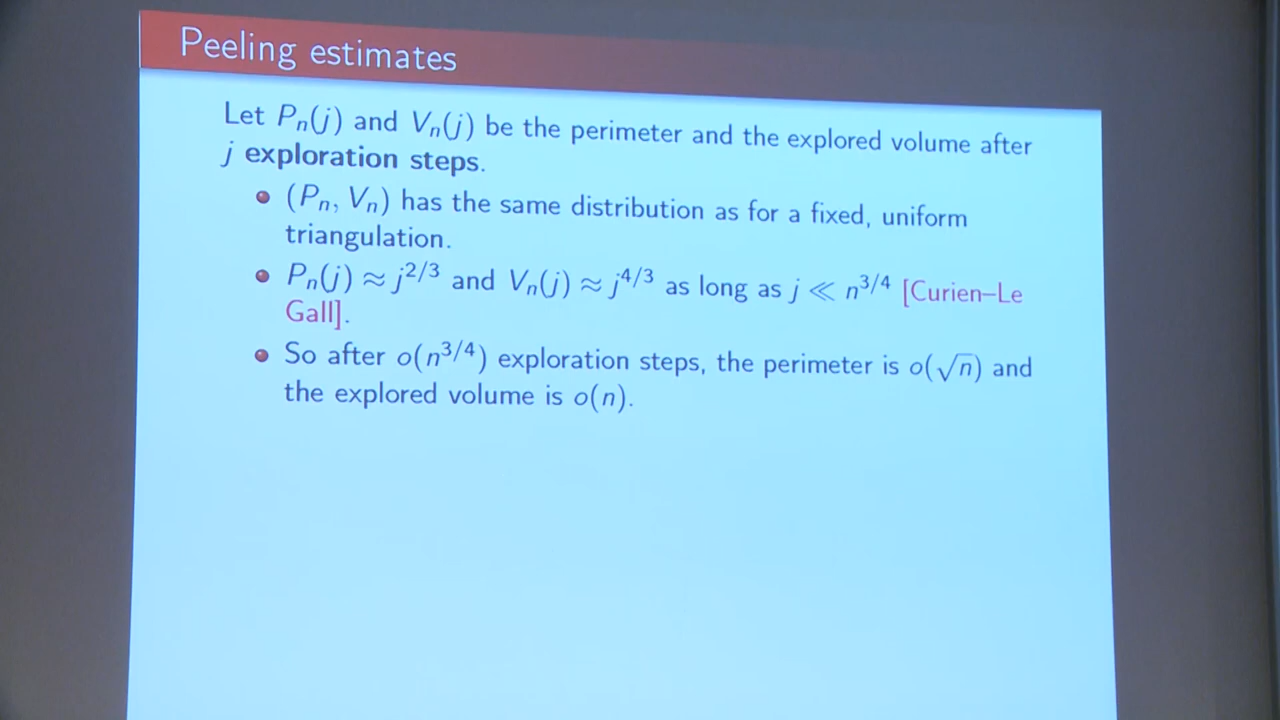 Peeling estimates
Let Pₙ(j) and Vₙ(j) be the perimeter and the explored volume after
j exploration steps.
(Pₙ, Vₙ) has the same distribution as for a fixed, uniform
triangulation.
Pₙ(j) ≈ j^{2/3} and Vₙ(j) ≈ j^{4/3} as long as j ≪ n^{3/4} [Curien–Le
Gall].
So after o(n^{3/4}) exploration steps, the perimeter is o(√n) and
the explored volume is o(n).